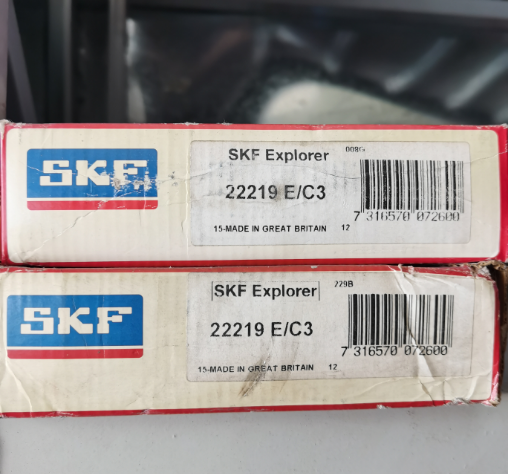 SKF
SKF Explorer
22219 E/C3
7 316570 072600
15-MADE IN GREAT BRITAIN 12
SKF
SKF Explorer 229B
22219 E/C3
7 316570 072600
15-MADE IN GREAT BRITAIN 12